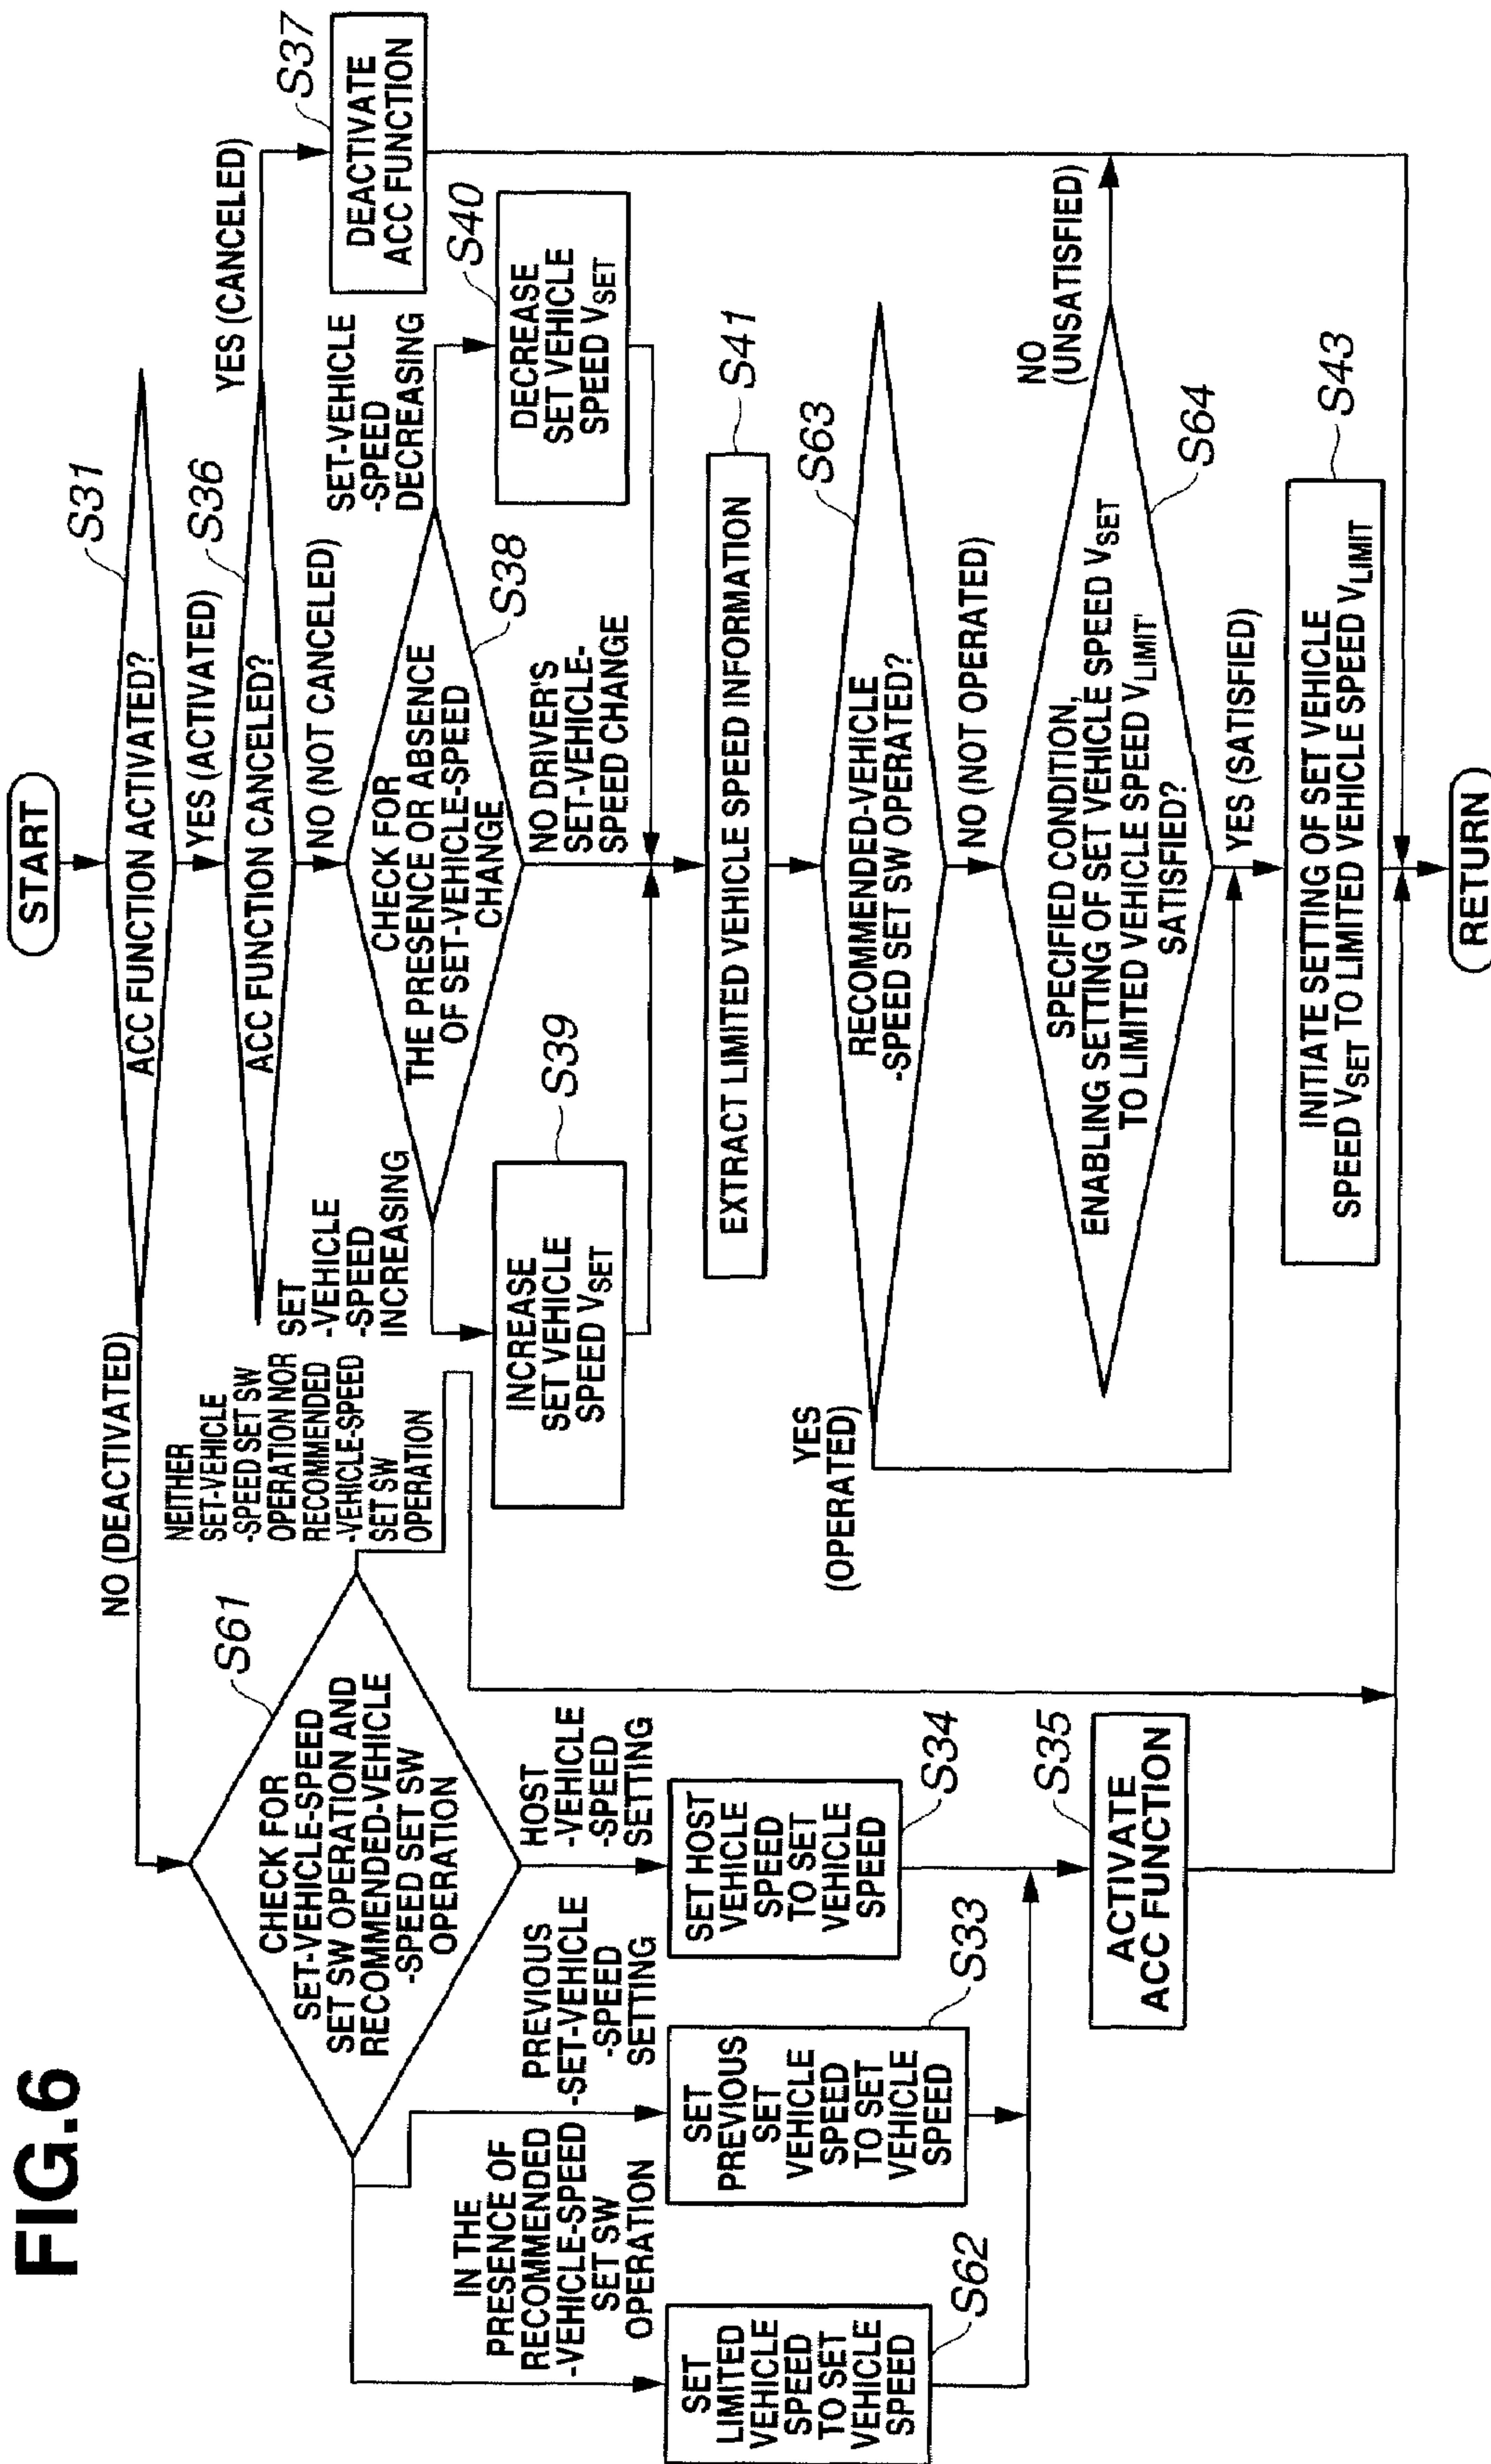 FIG.6
START
ACC FUNCTION ACTIVATED?
S31
NO (DEACTIVATED)
YES (ACTIVATED)
ACC FUNCTION CANCELED?
S36
YES (CANCELED)
NO (NOT CANCELED)
DEACTIVATE
ACC FUNCTION
S37
CHECK FOR
THE PRESENCE OR ABSENCE
OF SET-VEHICLE-SPEED
CHANGE
S38
SET
-VEHICLE
-SPEED
INCREASING
SET-VEHICLE
-SPEED
DECREASING
NO DRIVER'S
SET-VEHICLE-
SPEED CHANGE
INCREASE
SET VEHICLE
SPEED VSET
S39
DECREASE
SET VEHICLE
SPEED VSET
S40
EXTRACT LIMITED VEHICLE SPEED INFORMATION
S41
RECOMMENDED-VEHICLE
-SPEED SET SW OPERATED?
S63
YES
(OPERATED)
NO (NOT OPERATED)
SPECIFIED CONDITION,
ENABLING SETTING OF SET VEHICLE SPEED VSET
TO LIMITED VEHICLE SPEED VLIMIT'
SATISFIED?
S64
NO
(UNSATISFIED)
YES (SATISFIED)
INITIATE SETTING OF SET VEHICLE
SPEED VSET TO LIMITED VEHICLE SPEED VLIMIT
S43
RETURN
CHECK FOR
SET-VEHICLE-SPEED
SET SW OPERATION AND
RECOMMENDED-VEHICLE
-SPEED SET SW
OPERATION
S61
NEITHER
SET-VEHICLE
-SPEED SET SW
OPERATION NOR
RECOMMENDED
-VEHICLE-SPEED
SET SW
OPERATION
IN THE
PRESENCE OF
RECOMMENDED
-VEHICLE-SPEED
SET SW
OPERATION
PREVIOUS
-SET-VEHICLE
-SPEED
SETTING
HOST
-VEHICLE
-SPEED
SETTING
SET
LIMITED
VEHICLE
SPEED
TO SET
VEHICLE
SPEED
S62
SET
PREVIOUS
SET
VEHICLE
SPEED
TO SET
VEHICLE
SPEED
S33
SET HOST
VEHICLE
SPEED
TO SET
VEHICLE
SPEED
S34
ACTIVATE
ACC FUNCTION
S35